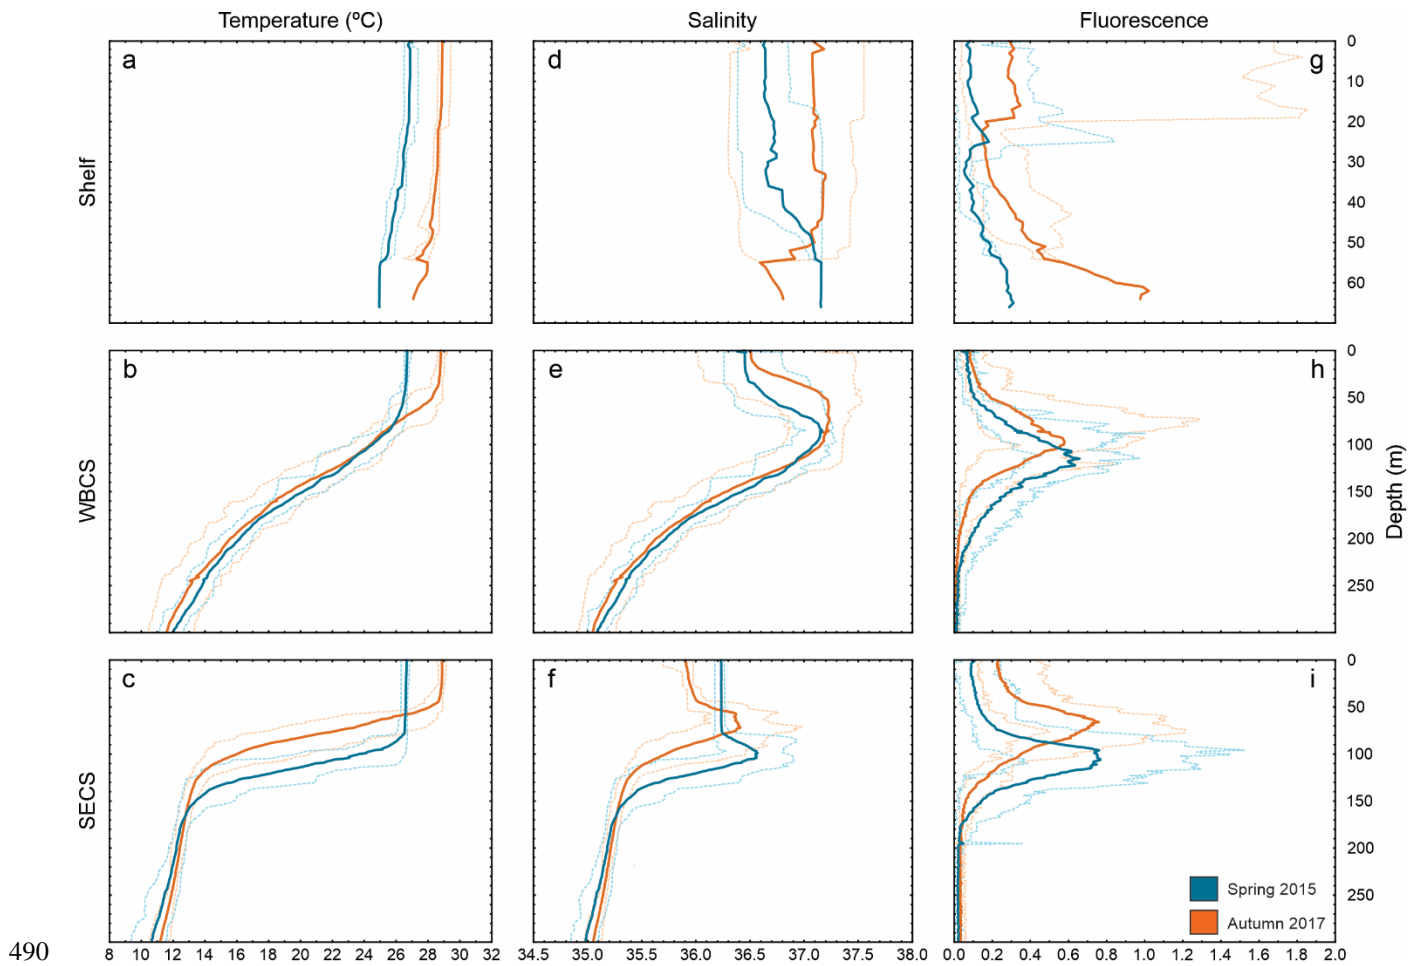 Temperature (ºC) Salinity Fluorescence
a d g
Shelf
0
10
20
30
40
50
60
b e h
WBCS
0
50
100
150
200
250
Depth (m)
c f i
SECS
0
50
100
150
200
250
Spring 2015
Autumn 2017
490
8 10 12 14 16 18 20 22 24 26 28 30 32
34.5 35.0 35.5 36.0 36.5 37.0 37.5 38.0
0.0 0.2 0.4 0.6 0.8 1.0 1.2 1.4 1.6 1.8 2.0